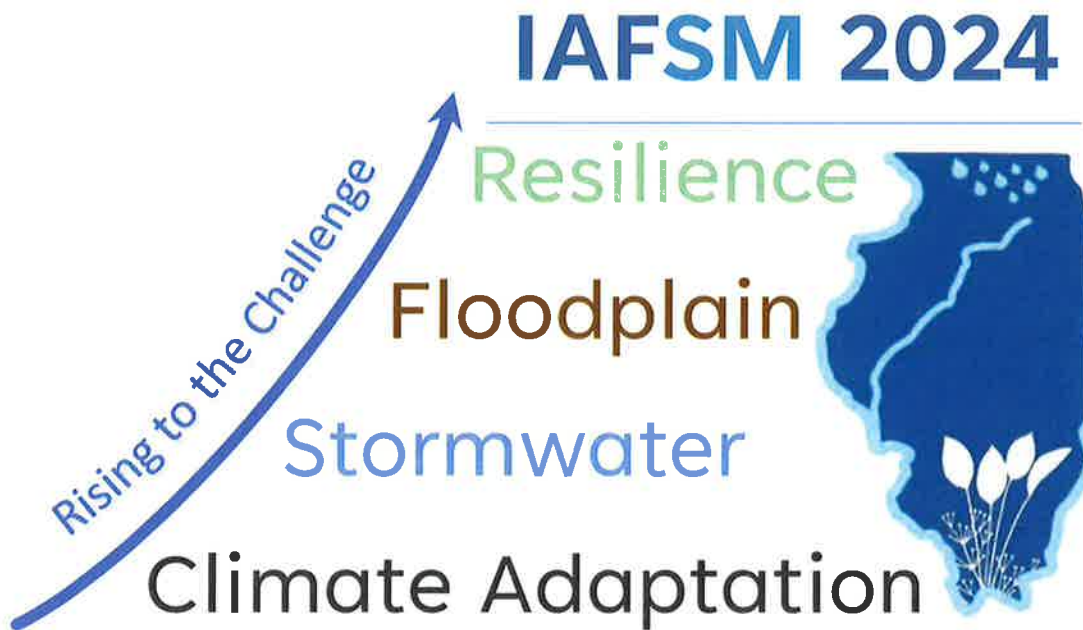 IAFSM 2024
Rising to the Challenge
Resilience
Floodplain
Stormwater
Climate Adaptation